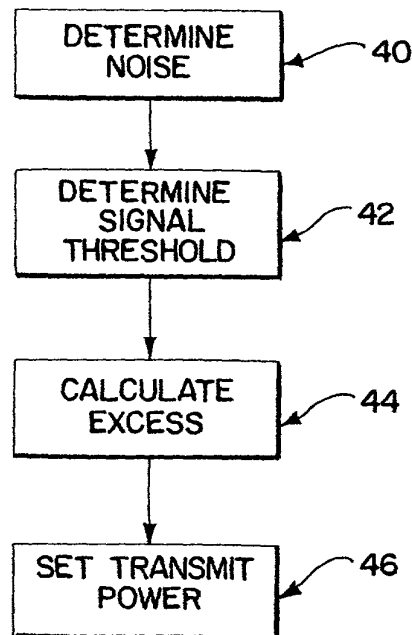 DETERMINE
NOISE
40
DETERMINE
SIGNAL
THRESHOLD
42
CALCULATE
EXCESS
44
SET TRANSMIT
POWER
46